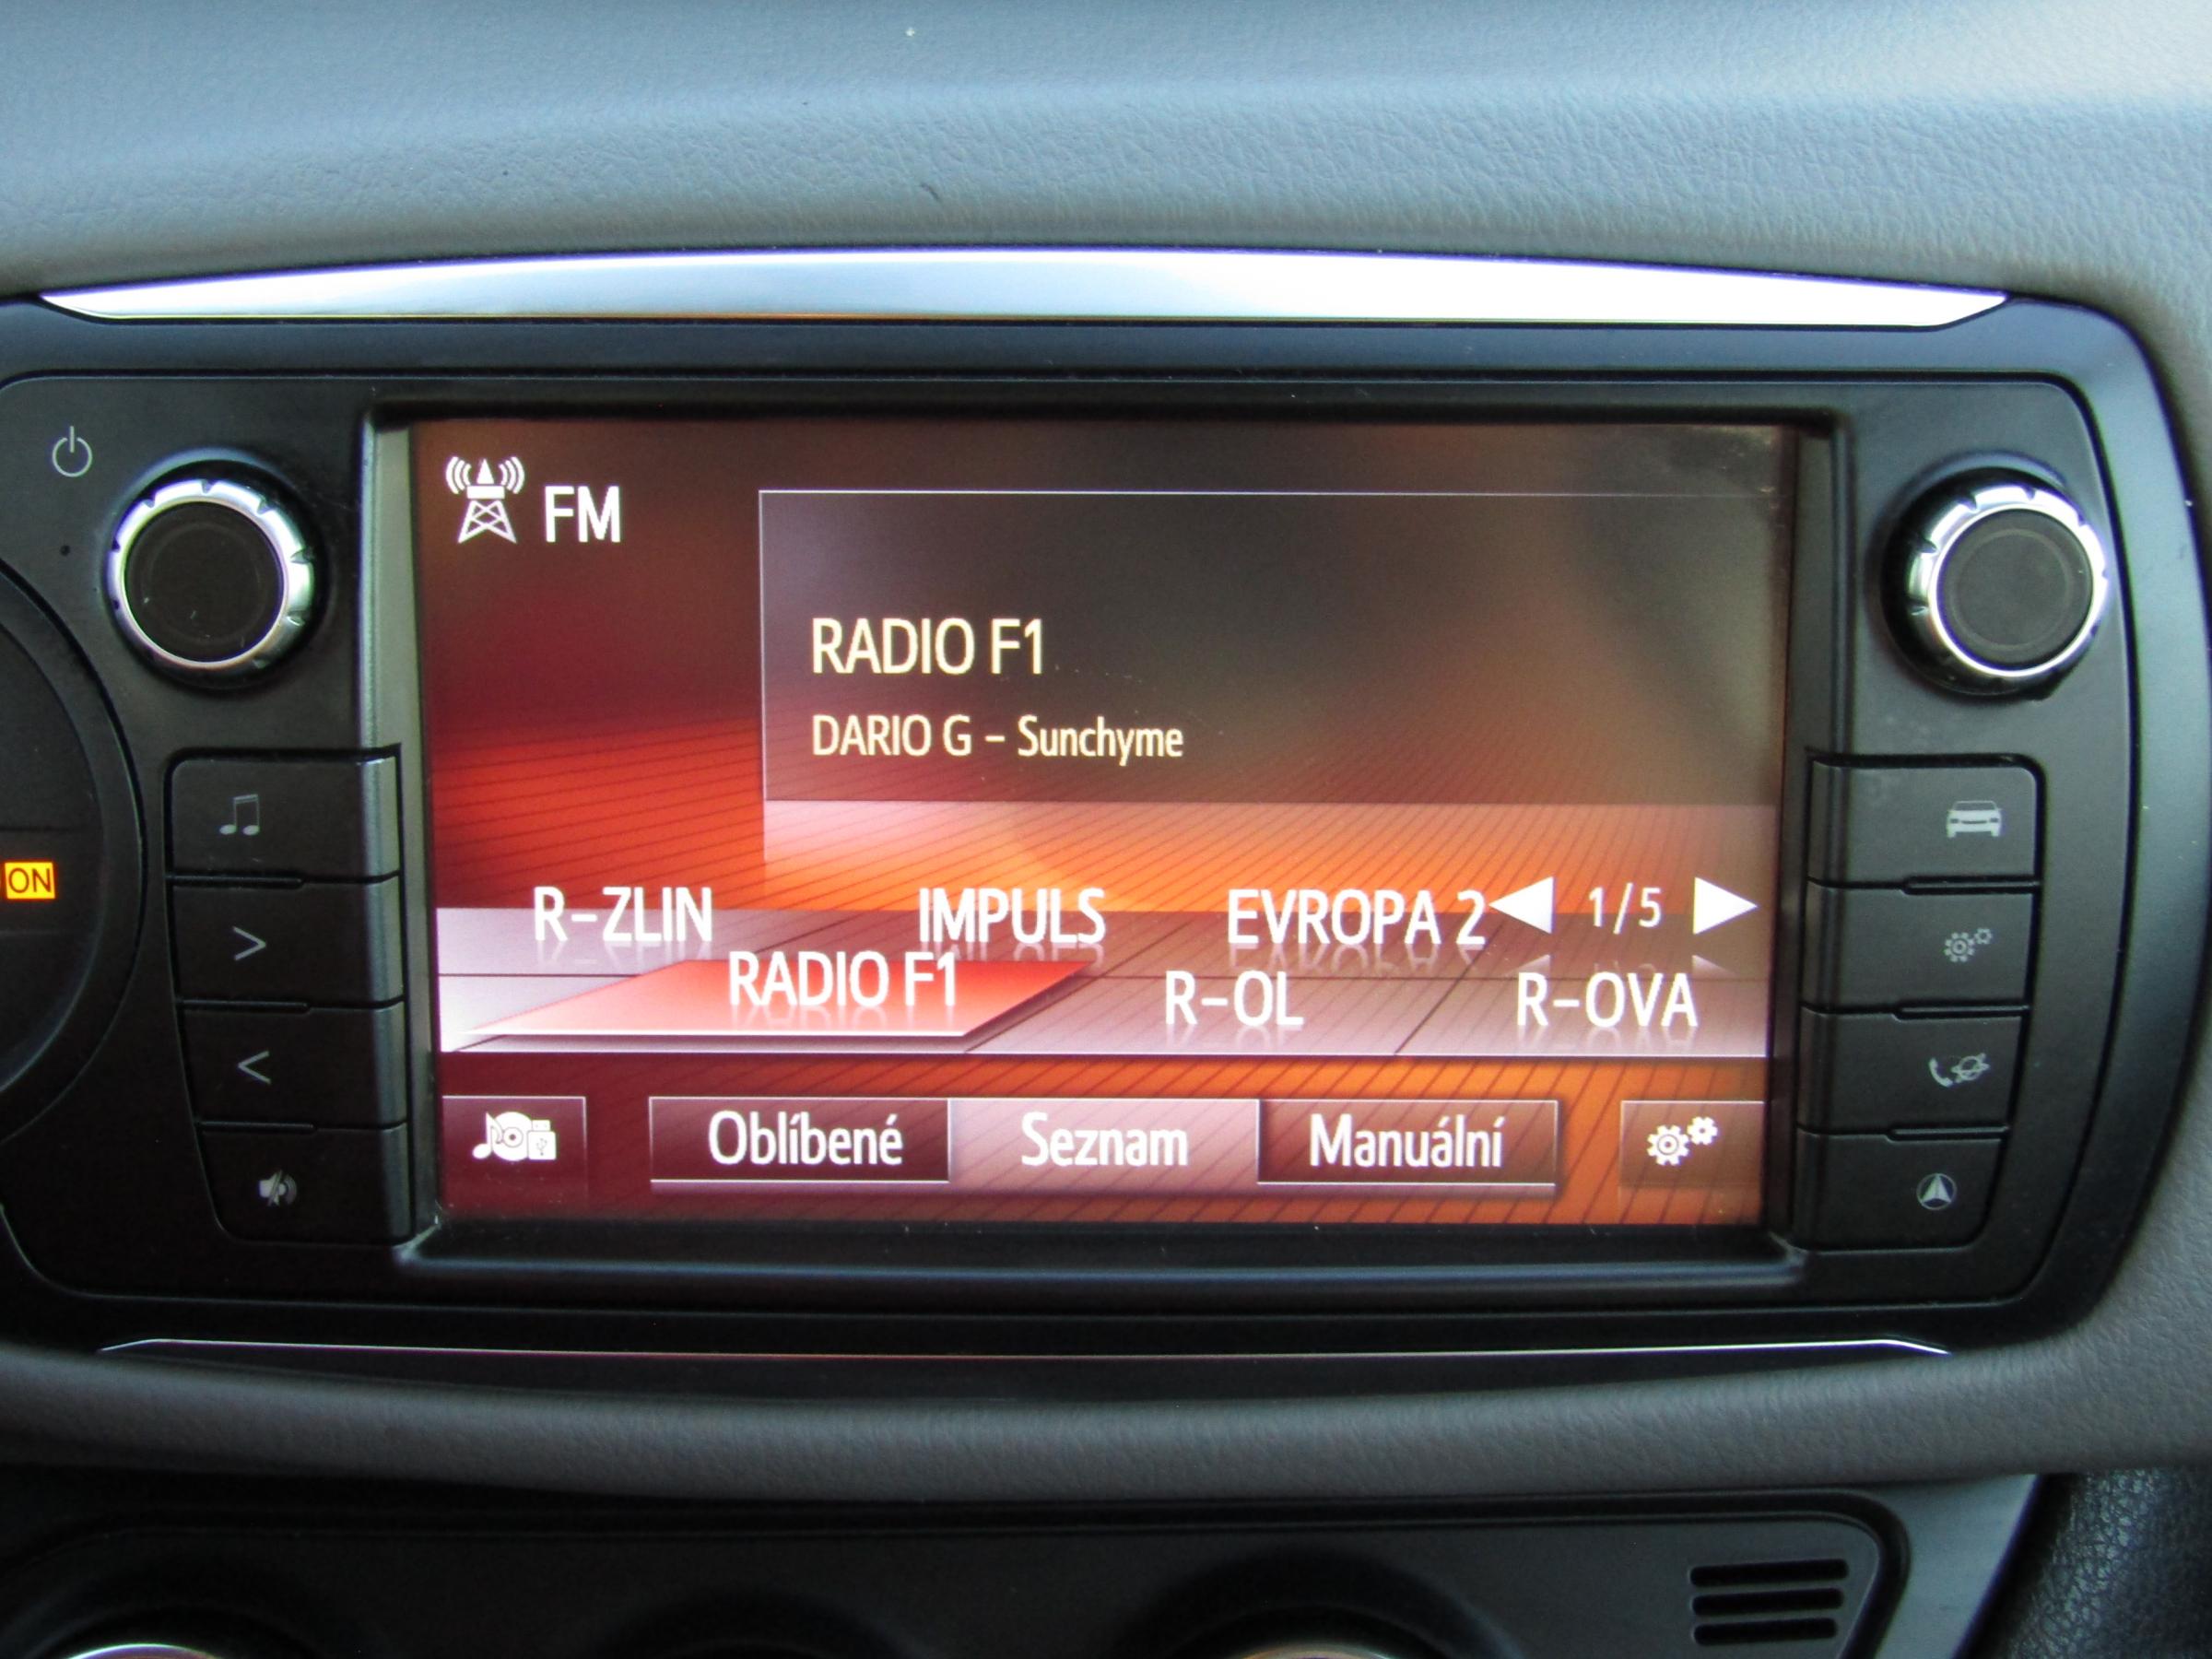 FM
RADIO F1
DARIO G - Sunchyme
R-ZLIN IMPULS EVROPA 2 1/5
RADIO F1 R-OL R-OVA
ON
Oblíbené Seznam Manuální